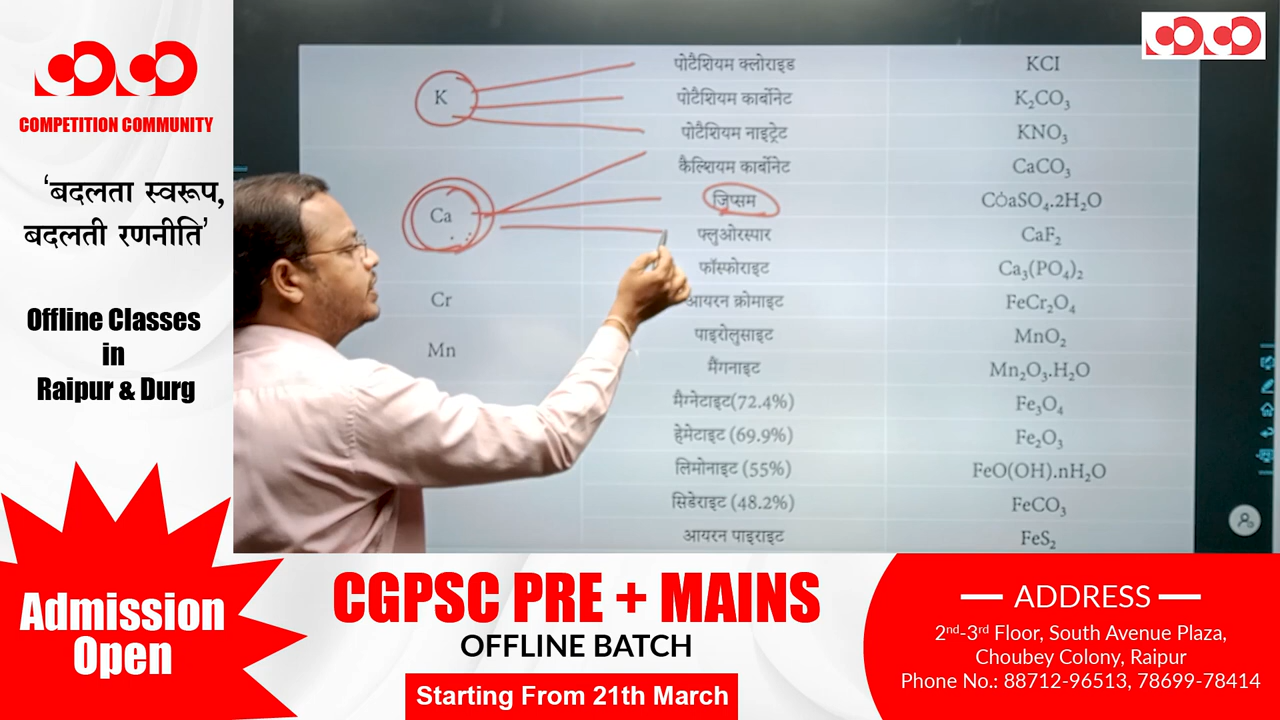 COMPETITION COMMUNITY
‘बदलता स्वरूप,
बदलती रणनीति’
Offline Classes
in
Raipur & Durg
Admission
Open
K
Ca
Cr
Mn
पोटैशियम क्लोराइड KCl
पोटैशियम कार्बोनेट K₂CO₃
पोटैशियम नाइट्रेट KNO₃
कैल्शियम कार्बोनेट CaCO₃
जिप्सम CȯaSO₄.2H₂O
फ्लुओरस्पार CaF₂
फॉस्फोराइट Ca₃(PO₄)₂
आयरन क्रोमाइट FeCr₂O₄
पाइरोलुसाइट MnO₂
मैंगनाइट Mn₂O₃.H₂O
मैग्नेटाइट(72.4%) Fe₃O₄
हेमेटाइट (69.9%) Fe₂O₃
लिमोनाइट (55%) FeO(OH).nH₂O
सिडेराइट (48.2%) FeCO₃
आयरन पाइराइट FeS₂
CGPSC PRE + MAINS
OFFLINE BATCH
Starting From 21th March
ADDRESS
2nd-3rd Floor, South Avenue Plaza,
Choubey Colony, Raipur
Phone No.: 88712-96513, 78699-78414